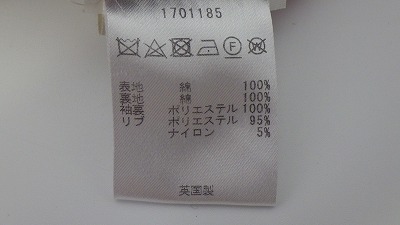 1701185
表地 綿 100%
裏地 綿 100%
袖裏 ポリエステル 100%
リブ ポリエステル 95%
ナイロン 5%
英国製